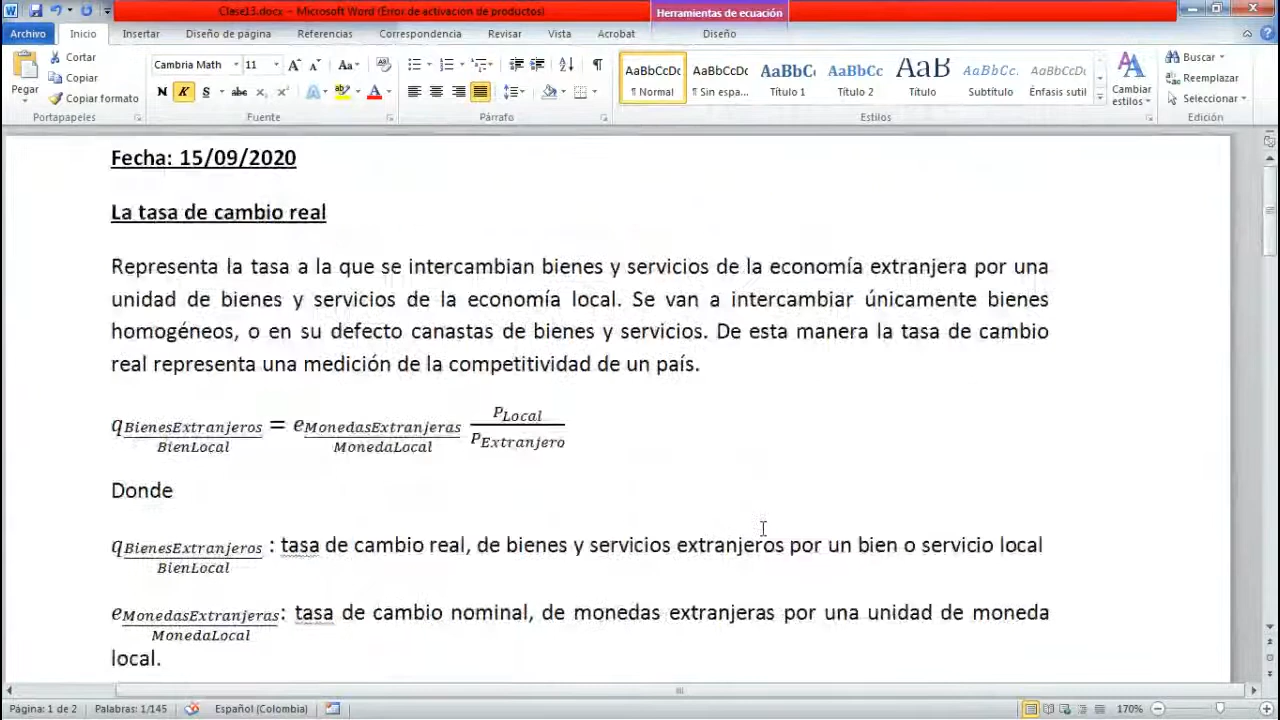 Clase13.docx - Microsoft Word (Error de activación de productos)
Herramientas de ecuación
Archivo Inicio Insertar Diseño de página Referencias Correspondencia Revisar Vista Acrobat Diseño
Pegar
Cortar
Copiar
Copiar formato
Portapapeles
Cambria Math 11
N K S abc x₂ x²
Fuente
Párrafo
AaBbCcDc AaBbCcDc AaBbC AaBbCc AaB AaBbCc. AaBbCcDc
¶ Normal ¶ Sin espa... Título 1 Título 2 Título Subtítulo Énfasis sutil
Cambiar estilos
Estilos
Buscar
Reemplazar
Seleccionar
Edición
Fecha: 15/09/2020
La tasa de cambio real
Representa la tasa a la que se intercambian bienes y servicios de la economía extranjera por una
unidad de bienes y servicios de la economía local. Se van a intercambiar únicamente bienes
homogéneos, o en su defecto canastas de bienes y servicios. De esta manera la tasa de cambio
real representa una medición de la competitividad de un país.
q BienesExtranjeros/BienLocal = e MonedasExtranjeras/MonedaLocal P Local/P Extranjero
Donde
q BienesExtranjeros/BienLocal : tasa de cambio real, de bienes y servicios extranjeros por un bien o servicio local
e MonedasExtranjeras/MonedaLocal: tasa de cambio nominal, de monedas extranjeras por una unidad de moneda
local.
Página: 1 de 2 Palabras: 1/145 Español (Colombia) 170%